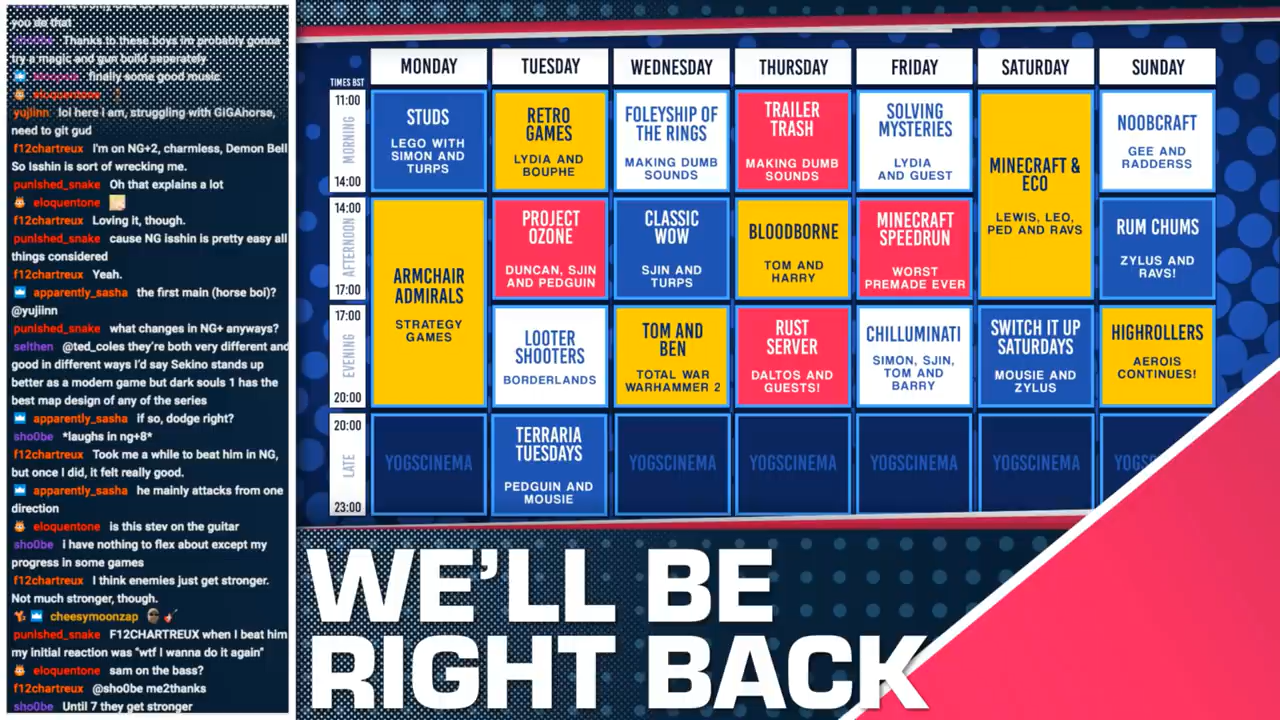 you do that
Thanks to these boys im probably gonna
try a magic and gun build seperately
finally some good music
eloquentone
yujiinn lol here i am, struggling with GiGAhorse,
need to git gud
f12chartreux I'm on NG+2, charmless, Demon Bell
So Isshin is sort of wrecking me.
punished_snake Oh that explains a lot
eloquentone
f12chartreux Loving it, though.
punished_snake cause NG isshin is pretty easy all
things considered
f12chartreux Yeah.
apparently_sasha the first main (horse boi)?
@yujiinn
punished_snake what changes in NG+ anyways?
selthen @ted_coles they're both very different and
good in different ways I'd say Sekino stands up
better as a modern game but dark souls 1 has the
best map design of any of the series
apparently_sasha if so, dodge right?
sho0be *laughs in ng+8*
f12chartreux Took me a while to beat him in NG,
but once I did, it felt really good.
apparently_sasha he mainly attacks from one
direction
eloquentone is this stev on the guitar
sho0be i have nothing to flex about except my
progress in some games
f12chartreux I think enemies just get stronger.
Not much stronger, though.
cheesymoonzap
punished_snake F12CHARTREUX when I beat him
my initial reaction was "wtf I wanna do it again"
eloquentone sam on the bass?
f12chartreux @sho0be me2thanks
sho0be Until 7 they get stronger
TIMES BST
MONDAY
TUESDAY
WEDNESDAY
THURSDAY
FRIDAY
SATURDAY
SUNDAY
11:00
MORNING
14:00
STUDS
LEGO WITH
SIMON AND
TURPS
RETRO
GAMES
LYDIA AND
BOUPHE
FOLEYSHIP OF
THE RINGS
MAKING DUMB
SOUNDS
TRAILER
TRASH
MAKING DUMB
SOUNDS
SOLVING
MYSTERIES
LYDIA
AND GUEST
MINECRAFT &
ECO
LEWIS, LEO,
PED AND RAVS
NOOBCRAFT
GEE AND
RADDERSS
14:00
AFTERNOON
17:00
ARMCHAIR
ADMIRALS
STRATEGY
GAMES
PROJECT
OZONE
DUNCAN, SJIN
AND PEDGUIN
CLASSIC
WOW
SJIN AND
TURPS
BLOODBORNE
TOM AND
HARRY
MINECRAFT
SPEEDRUN
WORST
PREMADE EVER
RUM CHUMS
ZYLUS AND
RAVS!
17:00
EVENING
20:00
LOOTER
SHOOTERS
BORDERLANDS
TOM AND
BEN
TOTAL WAR
WARHAMMER 2
RUST
SERVER
DALTOS AND
GUESTS!
CHILLUMINATI
SIMON, SJIN,
TOM AND
BARRY
SWITCH IT UP
SATURDAYS
MOUSIE AND
ZYLUS
HIGHROLLERS
AEROIS
CONTINUES!
20:00
LATE
23:00
YOGSCINEMA
TERRARIA
TUESDAYS
PEDGUIN AND
MOUSIE
YOGSCINEMA
YOGSCINEMA
YOGSCINEMA
YOGSCINEMA
YOGSC
WE'LL BE
RIGHT BACK